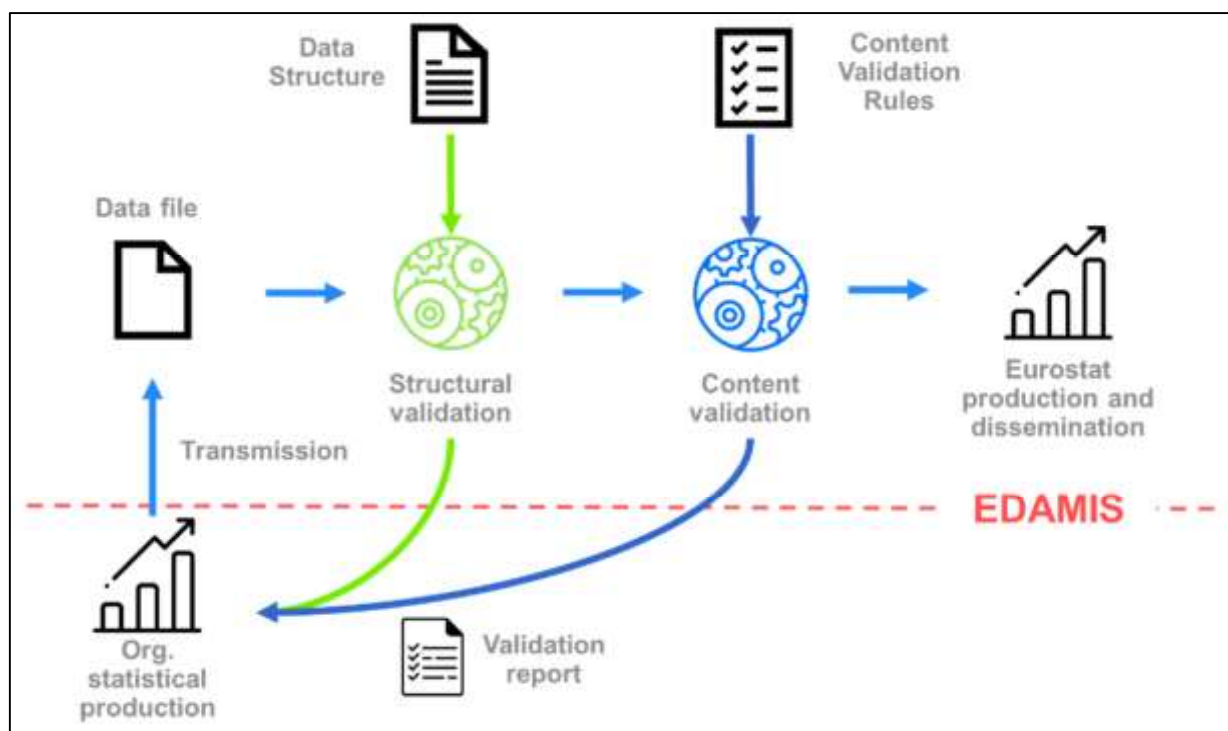 Data
Structure
Content
Validation
Rules
Data file
Structural
validation
Content
validation
Eurostat
production and
dissemination
Transmission
EDAMIS
Org.
statistical
production
Validation
report